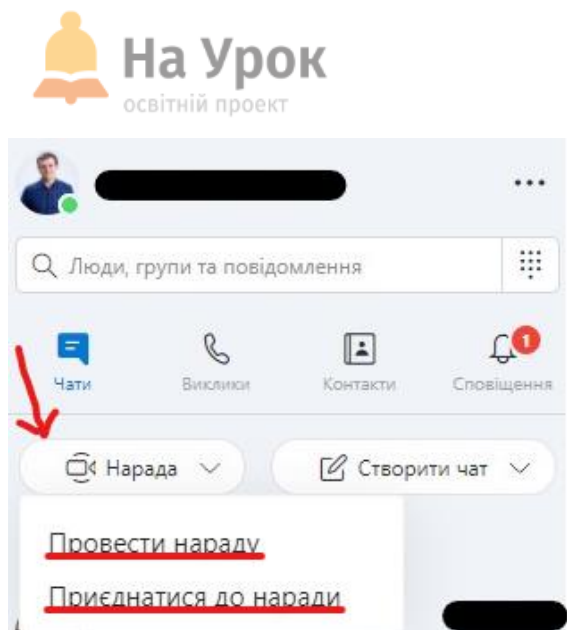 На Урок
освітній проект
Люди, групи та повідомлення
1
Чати Виклики Контакти Сповіщення
Нарада Створити чат
Провести нараду
Приєднатися до наради